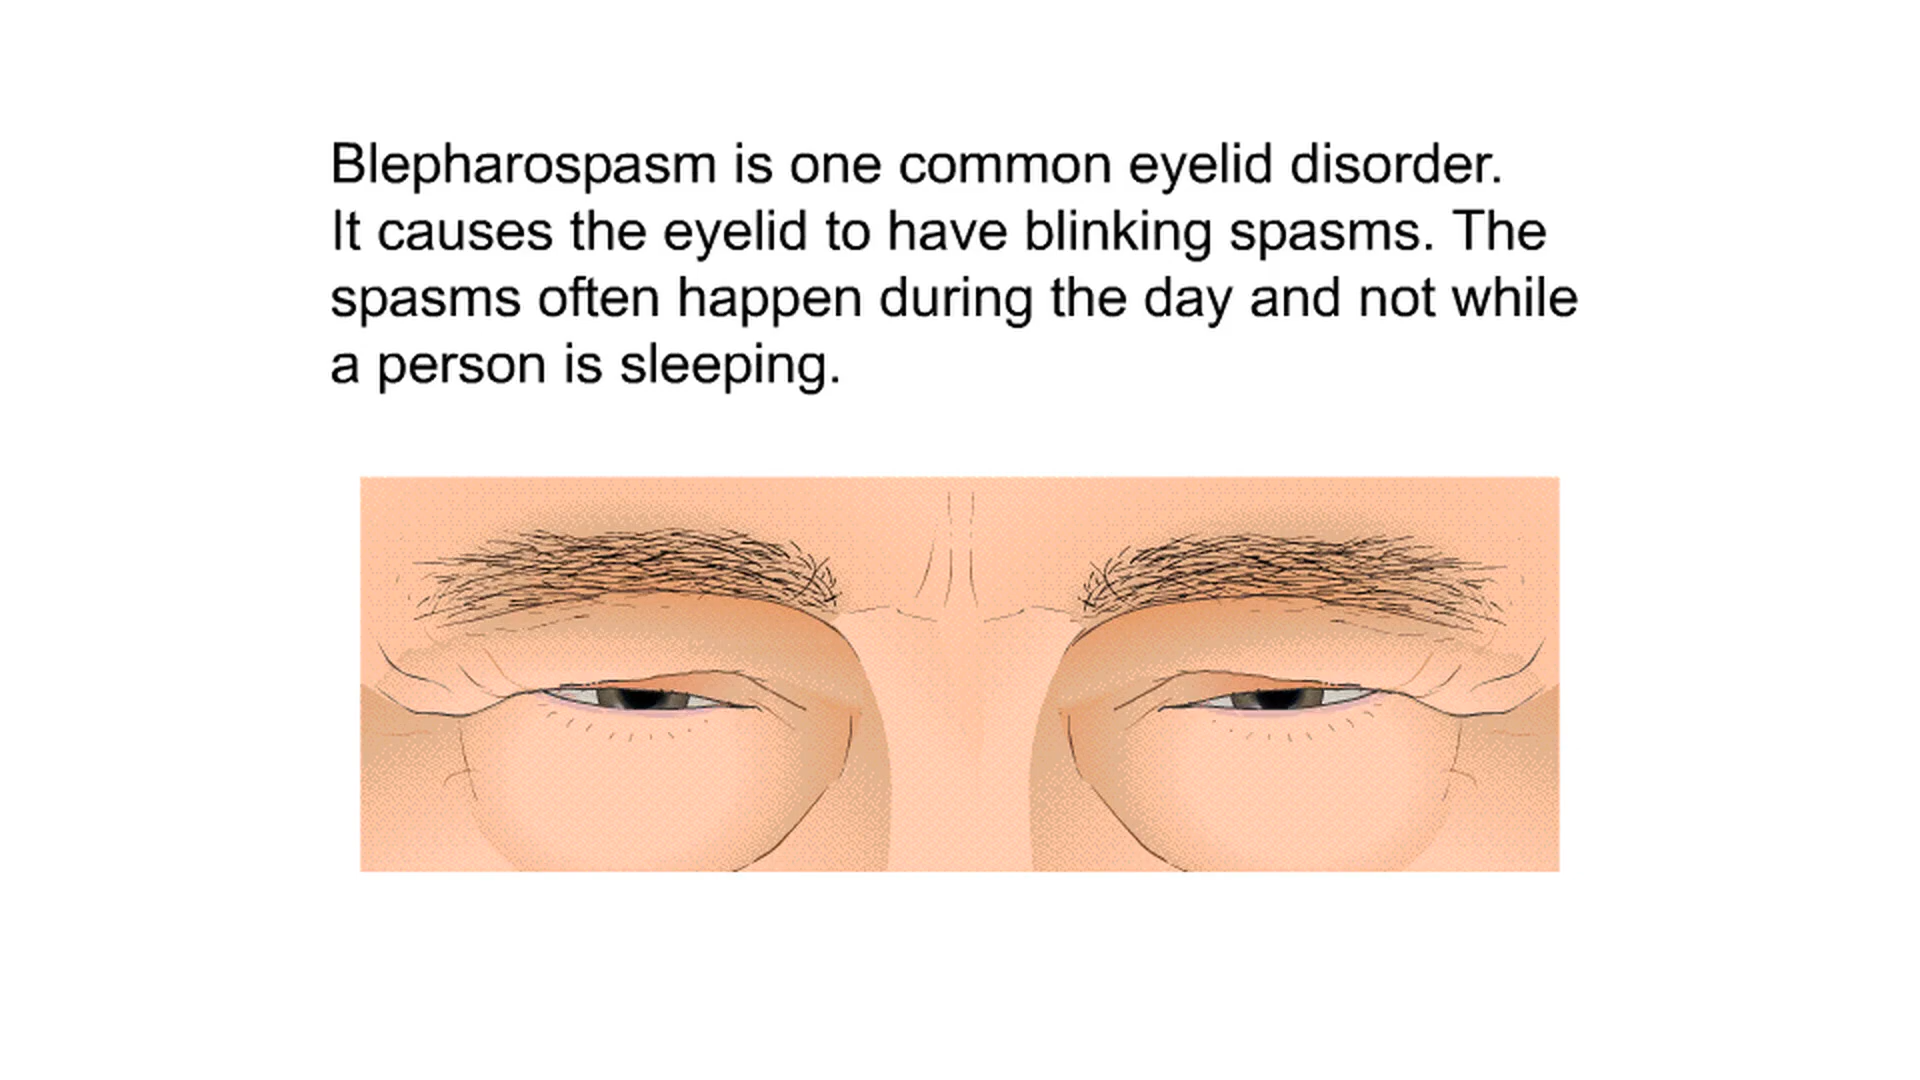 Blepharospasm is one common eyelid disorder.
It causes the eyelid to have blinking spasms. The
spasms often happen during the day and not while
a person is sleeping.